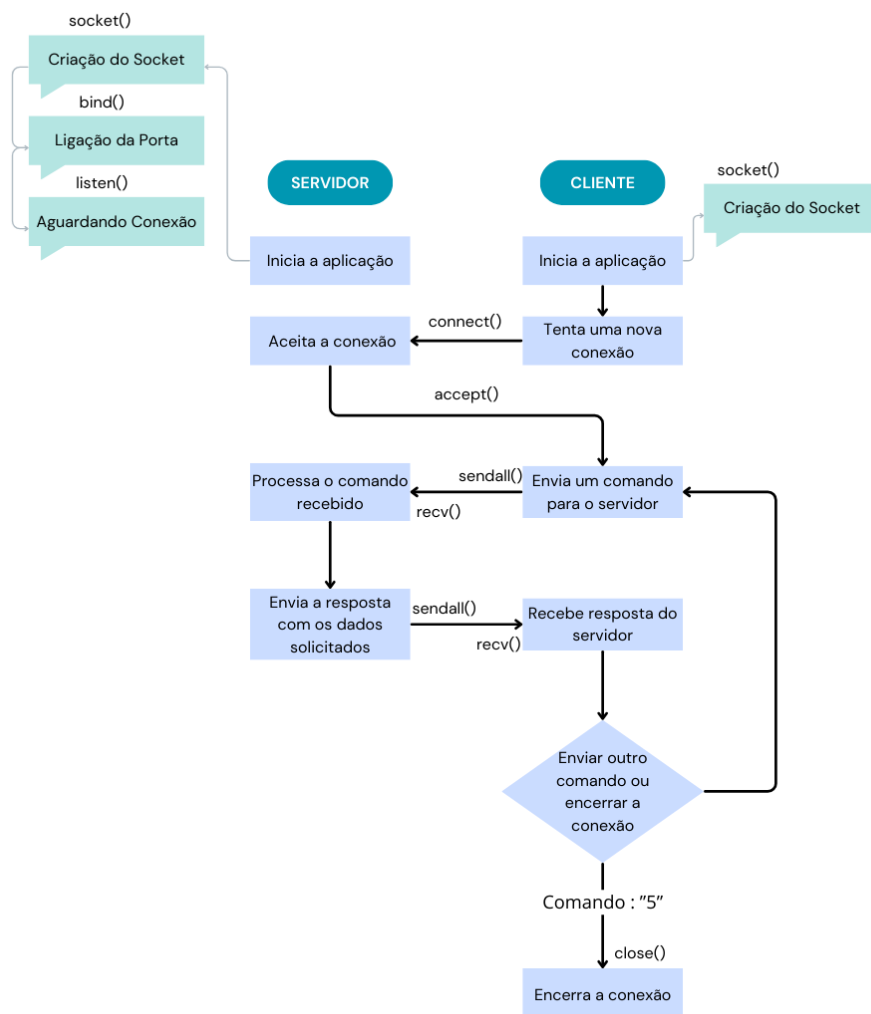 socket()
Criação do Socket
bind()
Ligação da Porta
listen()
Aguardando Conexão
SERVIDOR
CLIENTE
socket()
Criação do Socket
Inicia a aplicação
Inicia a aplicação
Aceita a conexão
connect()
Tenta uma nova
conexão
accept()
Processa o comando
recebido
sendall()
recv()
Envia um comando
para o servidor
Envia a resposta
com os dados
solicitados
sendall()
recv()
Recebe resposta do
servidor
Enviar outro
comando ou
encerrar a
conexão
Comando : ”5”
close()
Encerra a conexão